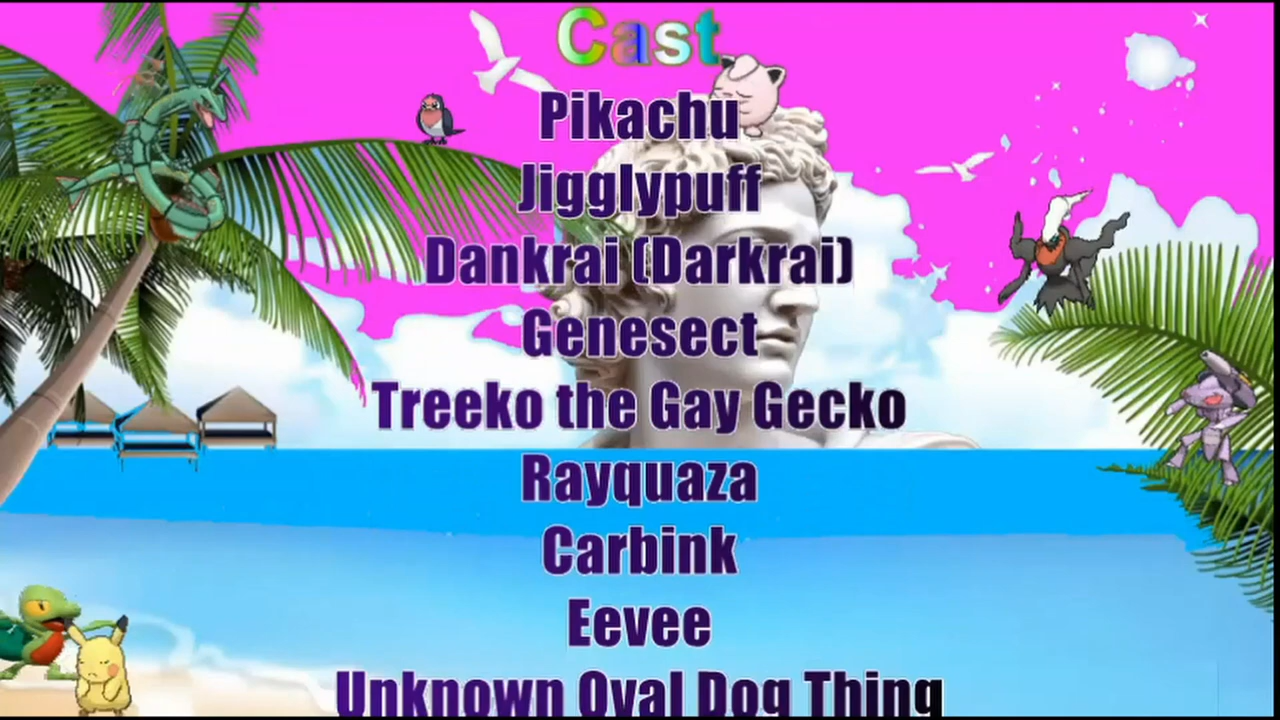 Cast
Pikachu
Jigglypuff
Dankrai (Darkrai)
Genesect
Treeko the Gay Gecko
Rayquaza
Carbink
Eevee
Unknown Oval Dog Thing